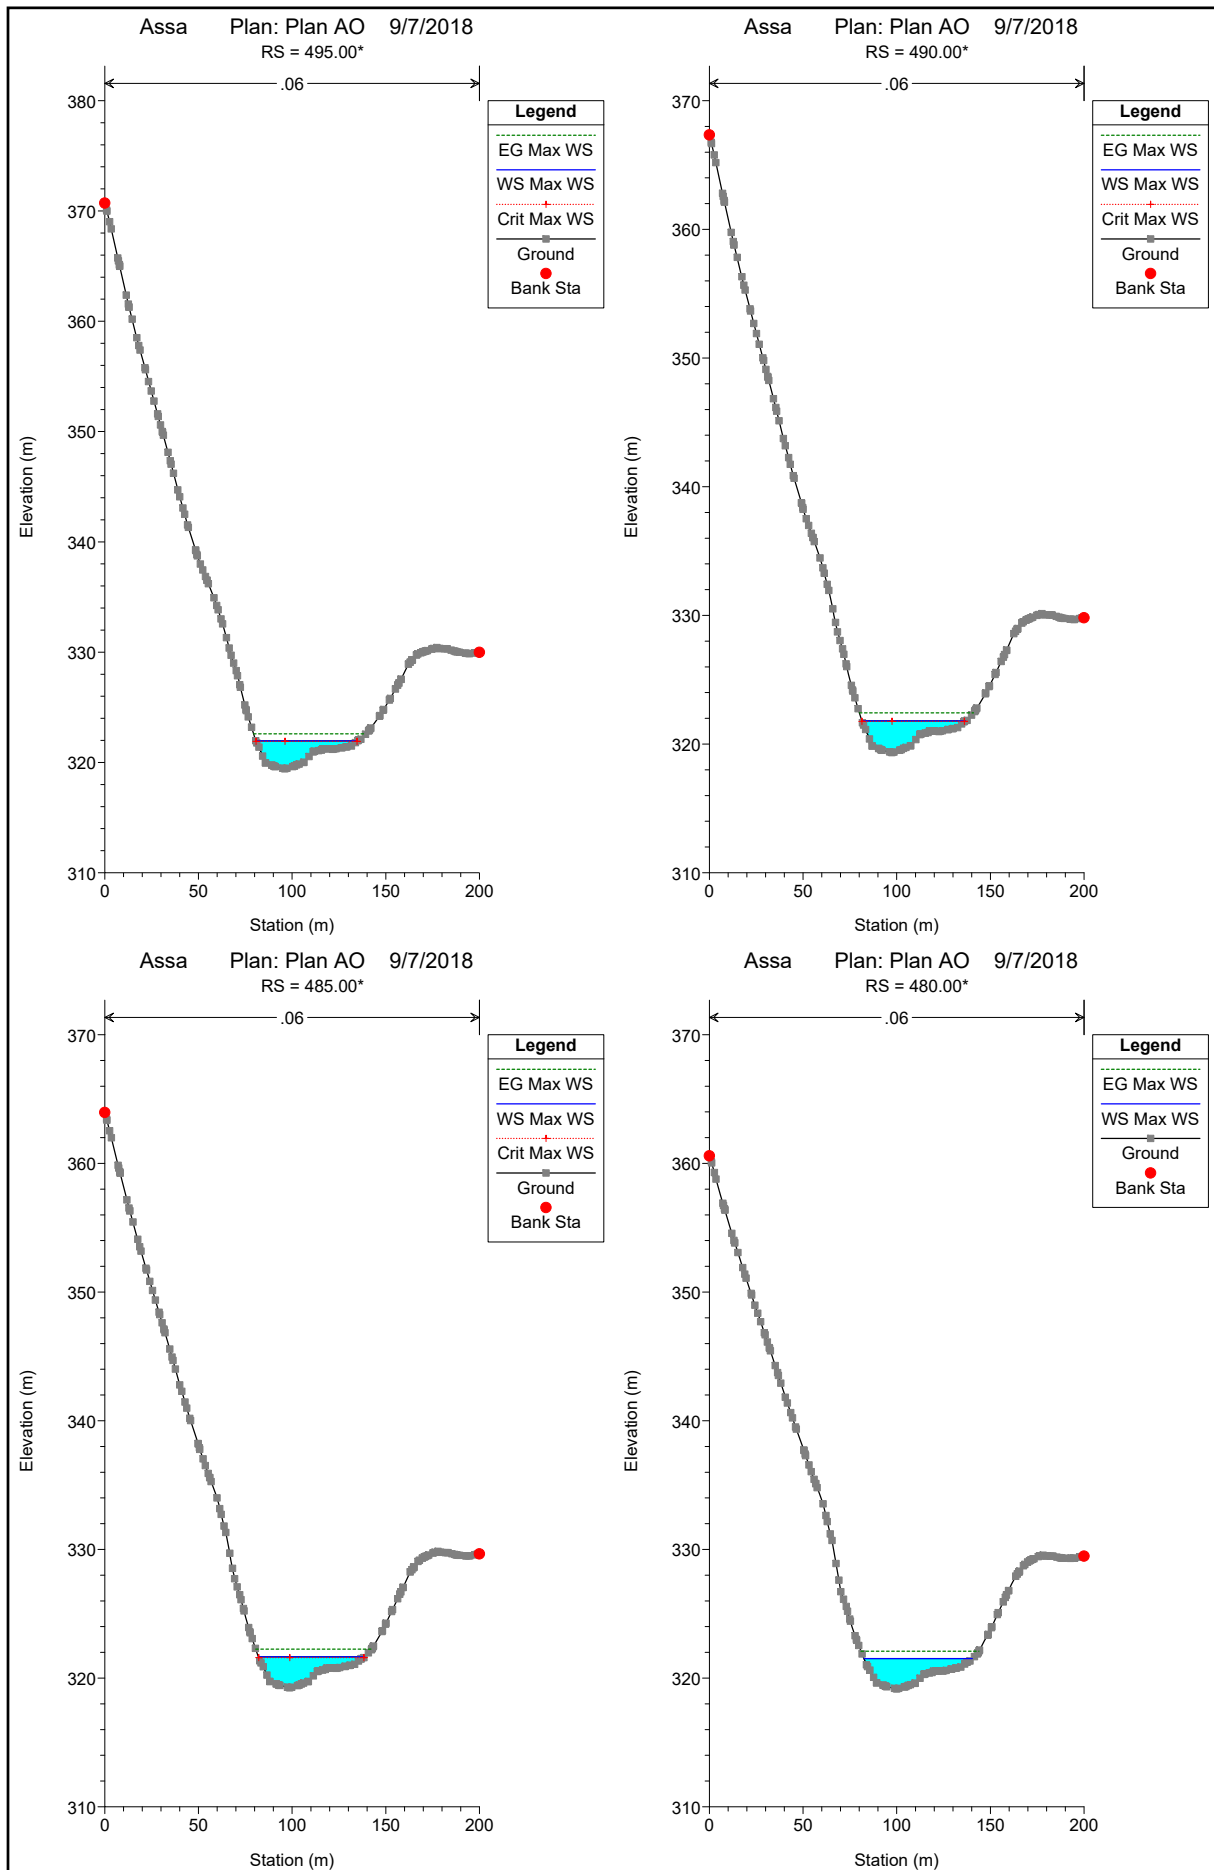 Assa Plan: Plan AO 9/7/2018
RS = 495.00*
.06
Legend
EG Max WS
WS Max WS
Crit Max WS
Ground
Bank Sta
380
370
360
350
340
330
320
310
0 50 100 150 200
Elevation (m)
Station (m)
Assa Plan: Plan AO 9/7/2018
RS = 490.00*
.06
Legend
EG Max WS
WS Max WS
Crit Max WS
Ground
Bank Sta
370
360
350
340
330
320
310
0 50 100 150 200
Elevation (m)
Station (m)
Assa Plan: Plan AO 9/7/2018
RS = 485.00*
.06
Legend
EG Max WS
WS Max WS
Crit Max WS
Ground
Bank Sta
370
360
350
340
330
320
310
0 50 100 150 200
Elevation (m)
Station (m)
Assa Plan: Plan AO 9/7/2018
RS = 480.00*
.06
Legend
EG Max WS
WS Max WS
Ground
Bank Sta
370
360
350
340
330
320
310
0 50 100 150 200
Elevation (m)
Station (m)